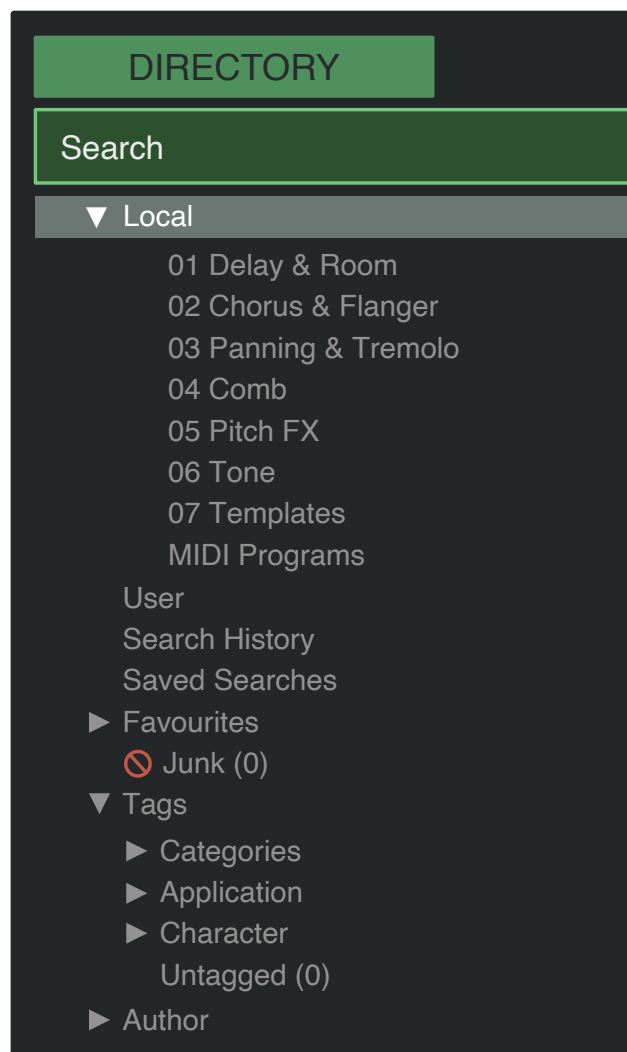 DIRECTORY
Search
Local
01 Delay & Room
02 Chorus & Flanger
03 Panning & Tremolo
04 Comb
05 Pitch FX
06 Tone
07 Templates
MIDI Programs
User
Search History
Saved Searches
Favourites
Junk (0)
Tags
Categories
Application
Character
Untagged (0)
Author